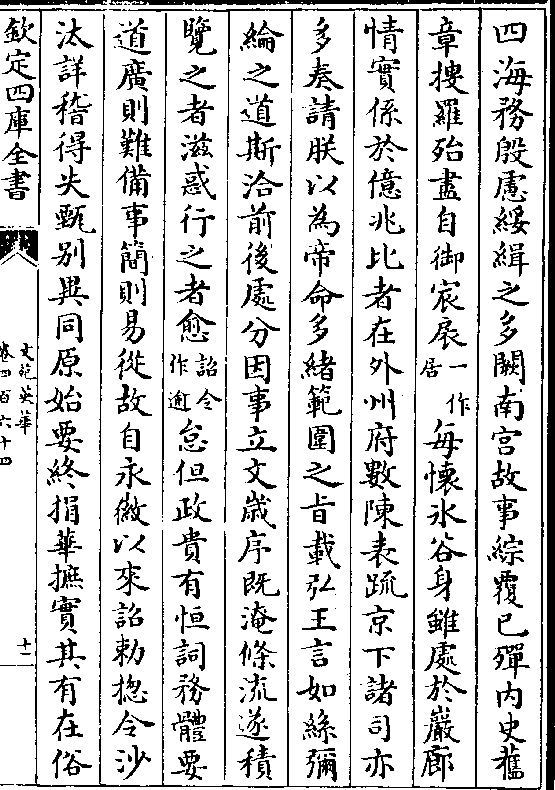 四海務殷慮綏緝之多闕南宫故事綜覆已殫内史舊
章搜羅殆盡自御宸扆一作居每懷氷谷身雖處於巖廊
情實係於億兆比者在外州府數陳表疏京下諸司亦
多奏請朕以為帝命多緒範圍之旨載弘王言如絲彌
綸之道斯洽前後處分因事立文歳序既淹條流遂積
覽之者滋惑行之者愈詔令作逾怠但政貴有恒詞務體要
道廣則難備事簡則易從故自永徽以來詔勅揔令沙
汰詳稽得失甄别異同原始要終捐華摭實其有在俗
欽定四庫全書
文苑英華
卷四百六十四
十二